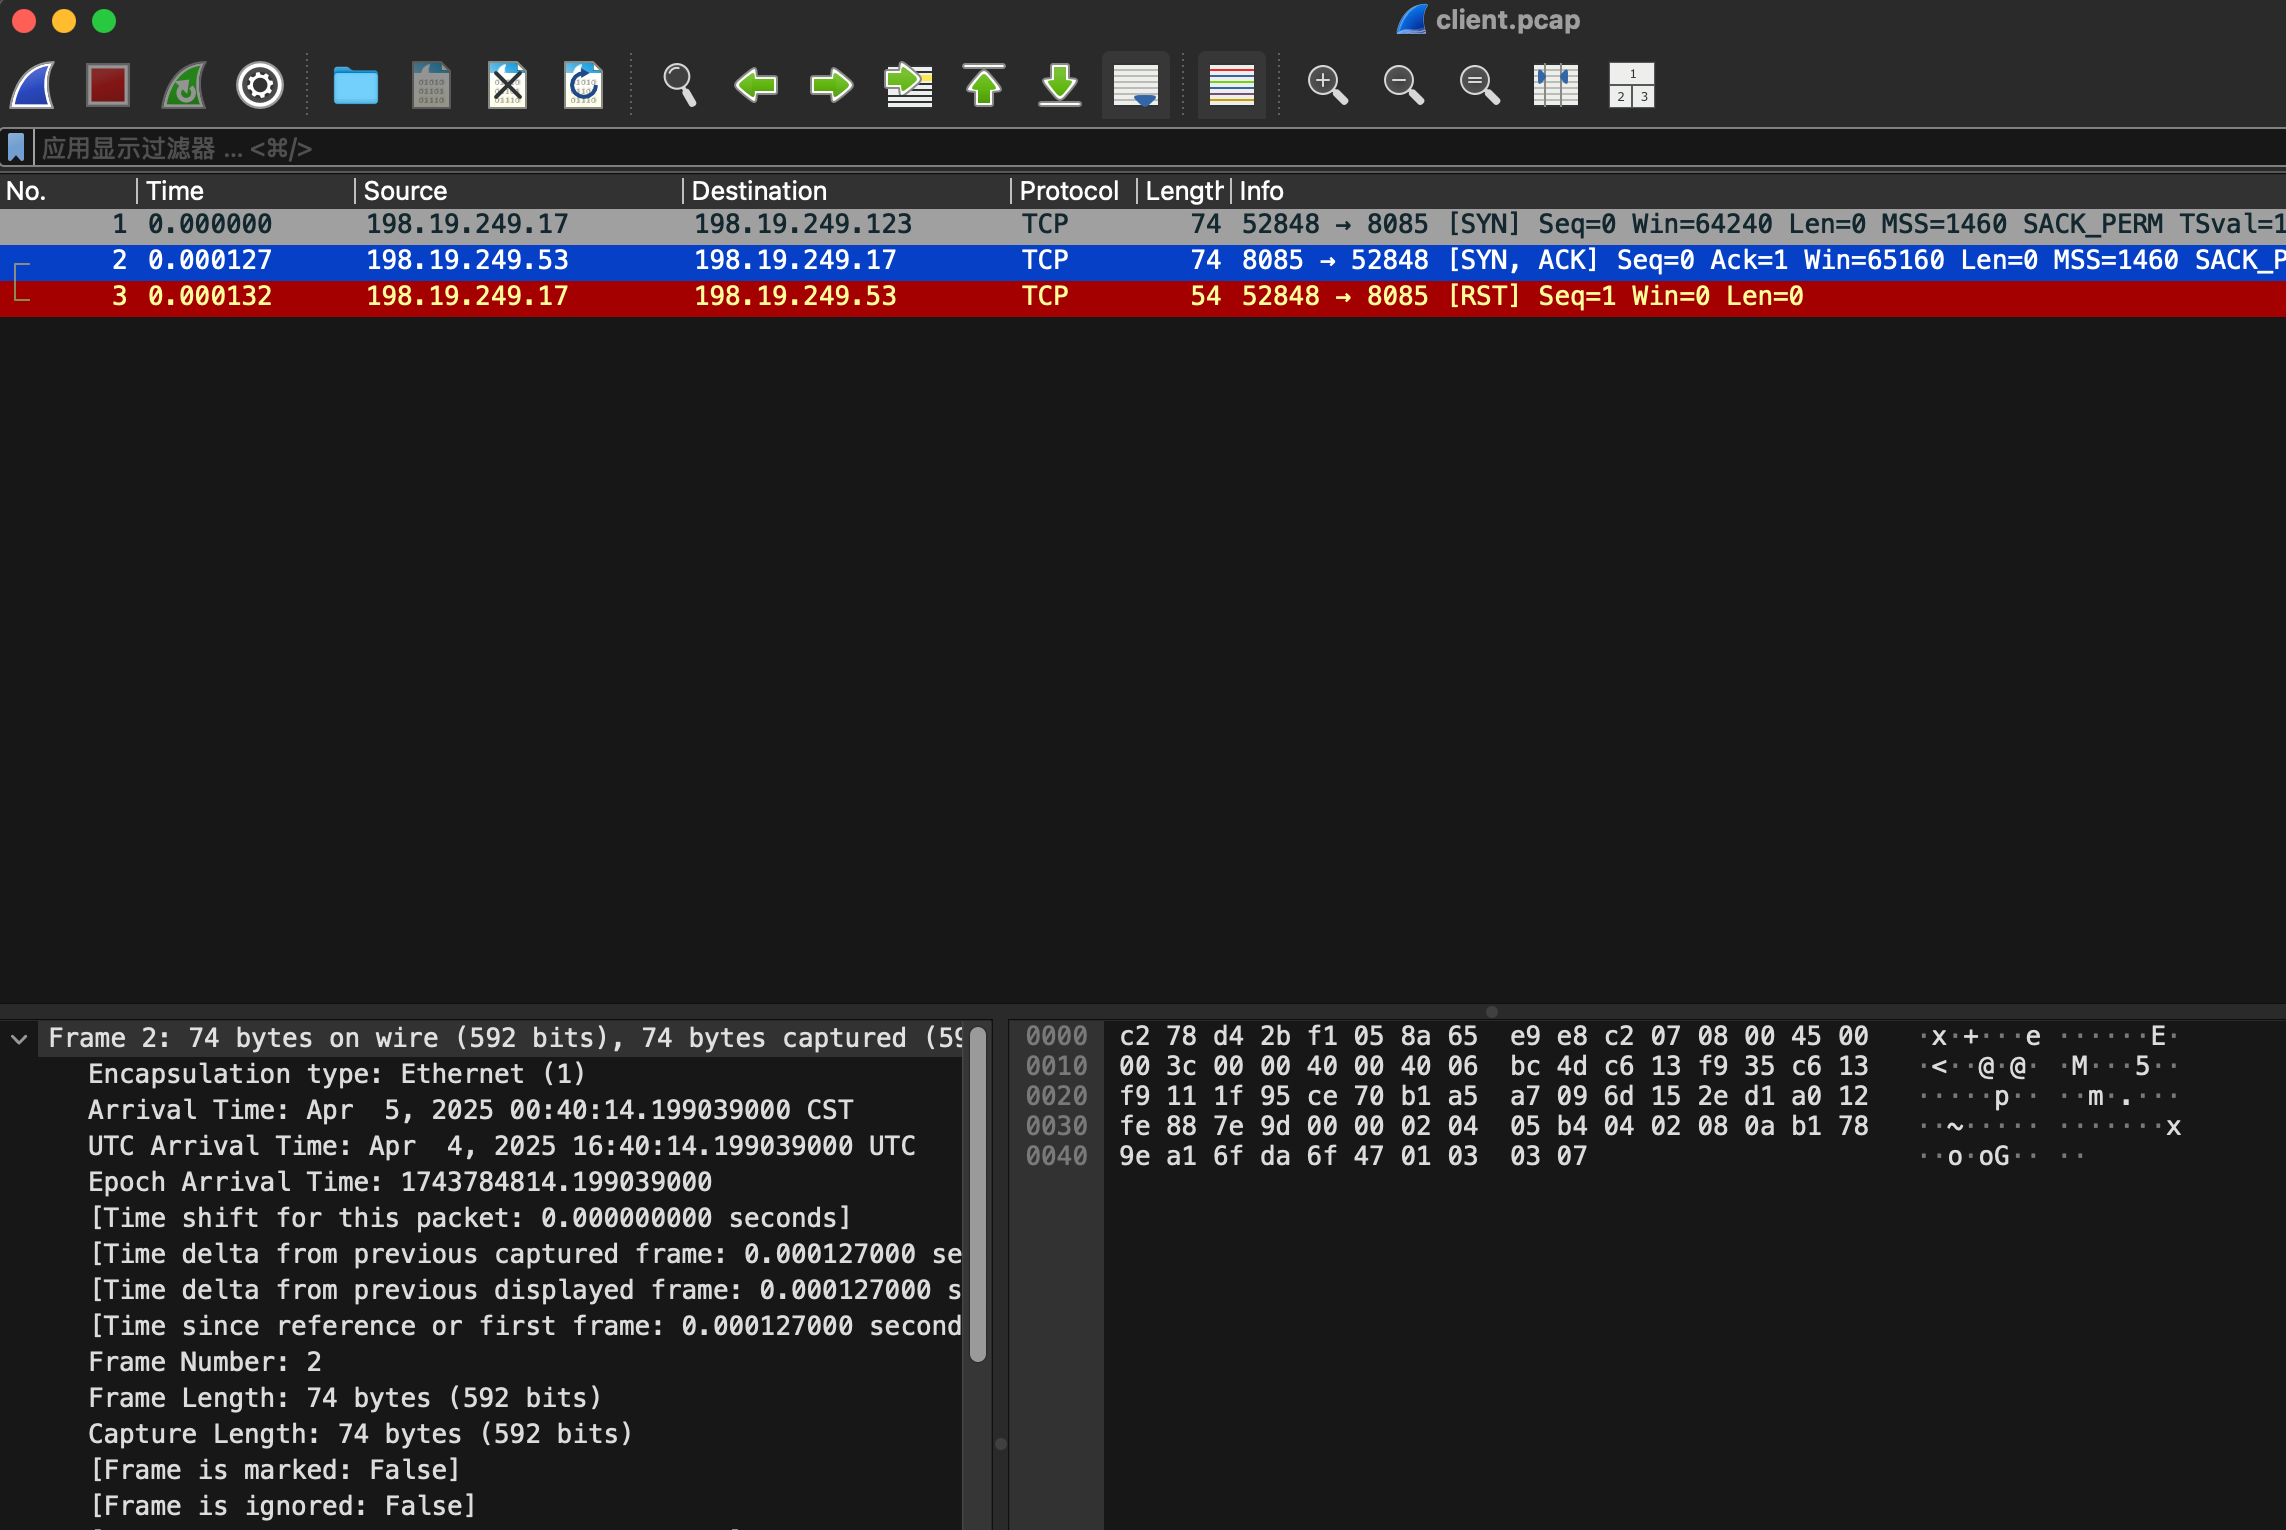 client.pcap
1
2 3
应用显示过滤器 … <⌘/>
No. Time Source Destination Protocol Length Info
1 0.000000 198.19.249.17 198.19.249.123 TCP 74 52848 → 8085 [SYN] Seq=0 Win=64240 Len=0 MSS=1460 SACK_PERM TSval=1
2 0.000127 198.19.249.53 198.19.249.17 TCP 74 8085 → 52848 [SYN, ACK] Seq=0 Ack=1 Win=65160 Len=0 MSS=1460 SACK_P
3 0.000132 198.19.249.17 198.19.249.53 TCP 54 52848 → 8085 [RST] Seq=1 Win=0 Len=0
Frame 2: 74 bytes on wire (592 bits), 74 bytes captured (59
Encapsulation type: Ethernet (1)
Arrival Time: Apr  5, 2025 00:40:14.199039000 CST
UTC Arrival Time: Apr  4, 2025 16:40:14.199039000 UTC
Epoch Arrival Time: 1743784814.199039000
[Time shift for this packet: 0.000000000 seconds]
[Time delta from previous captured frame: 0.000127000 se
[Time delta from previous displayed frame: 0.000127000 s
[Time since reference or first frame: 0.000127000 second
Frame Number: 2
Frame Length: 74 bytes (592 bits)
Capture Length: 74 bytes (592 bits)
[Frame is marked: False]
[Frame is ignored: False]
0000 c2 78 d4 2b f1 05 8a 65 e9 e8 c2 07 08 00 45 00 ·x·+···e ······E·
0010 00 3c 00 00 40 00 40 06 bc 4d c6 13 f9 35 c6 13 ·<··@·@· ·M···5··
0020 f9 11 1f 95 ce 70 b1 a5 a7 09 6d 15 2e d1 a0 12 ·····p·· ··m·.···
0030 fe 88 7e 9d 00 00 02 04 05 b4 04 02 08 0a b1 78 ··~····· ·······x
0040 9e a1 6f da 6f 47 01 03 03 07 ··o·oG·· ··